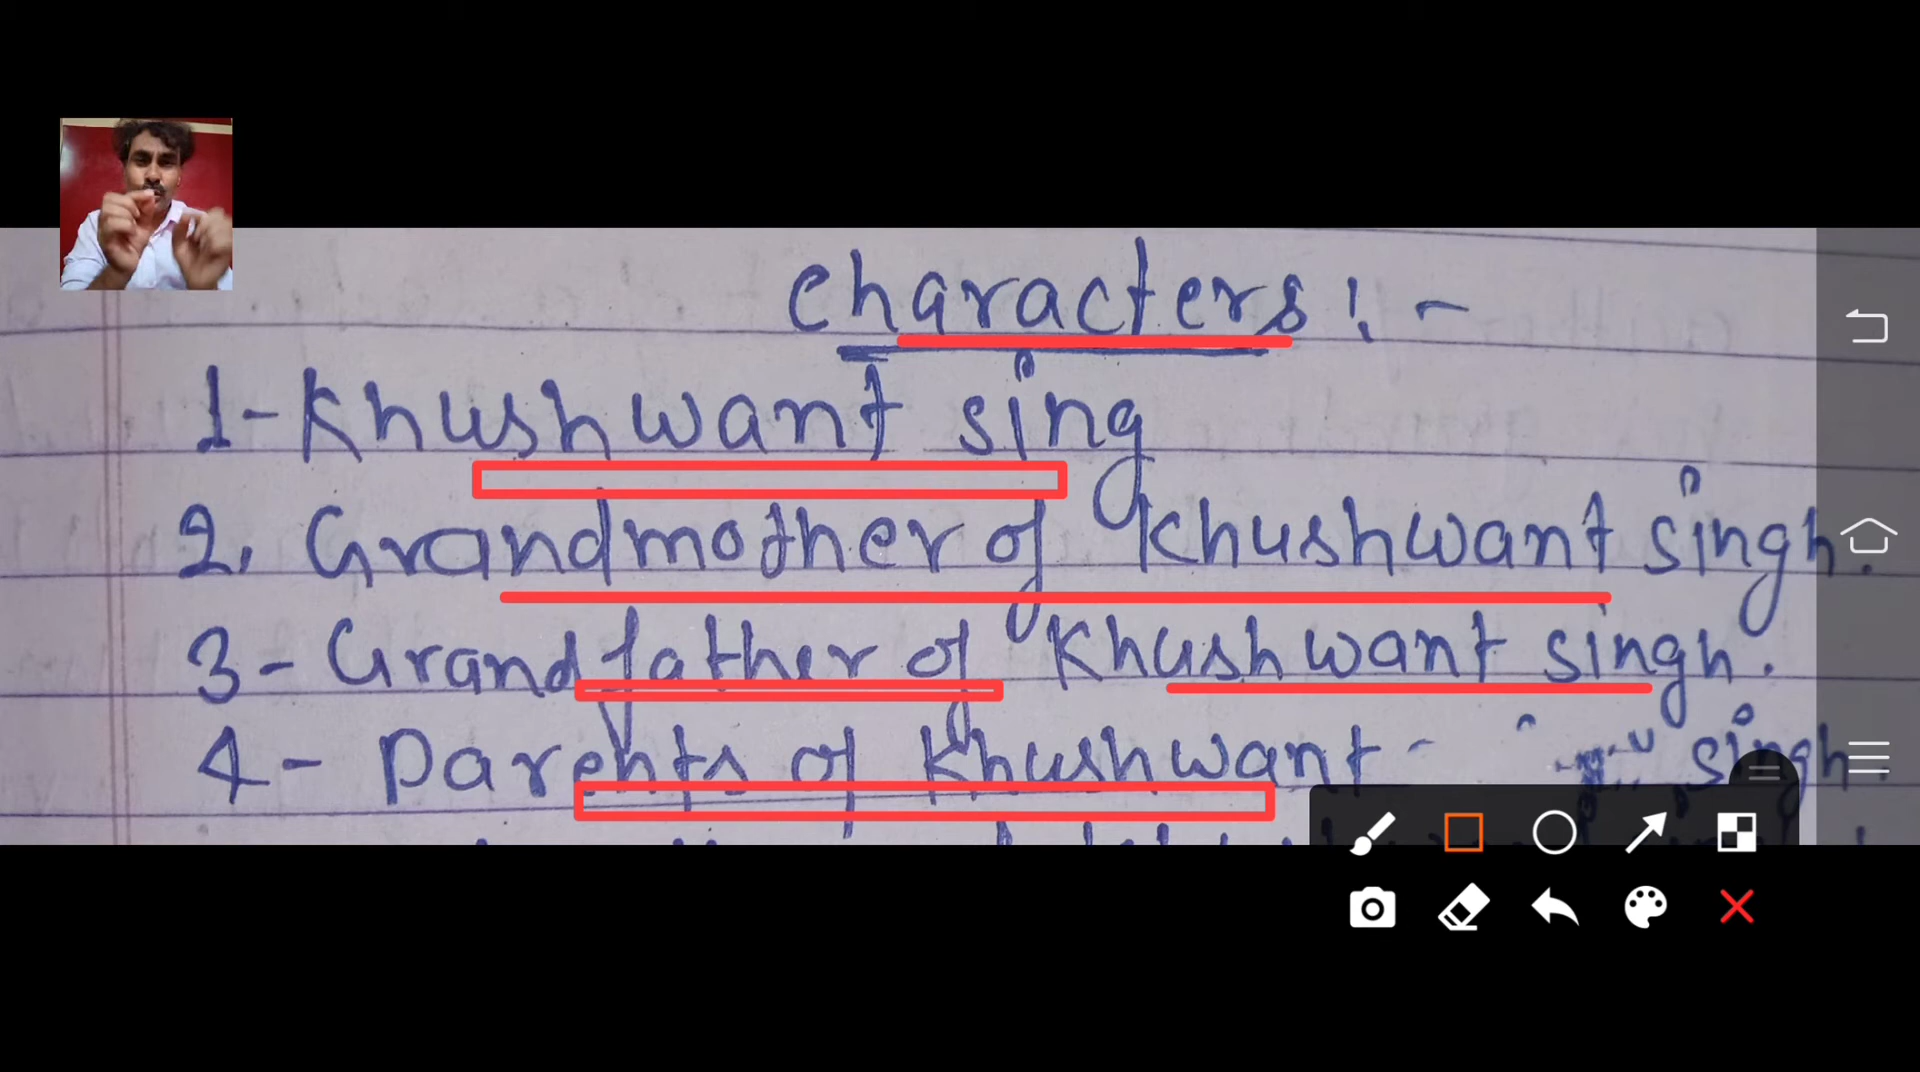 Characters :-
1- Khushwant sing
2. Grandmother of Khushwant singh.
3- Grandfather of Khushwant singh.
4- Parents of Khushwant singh